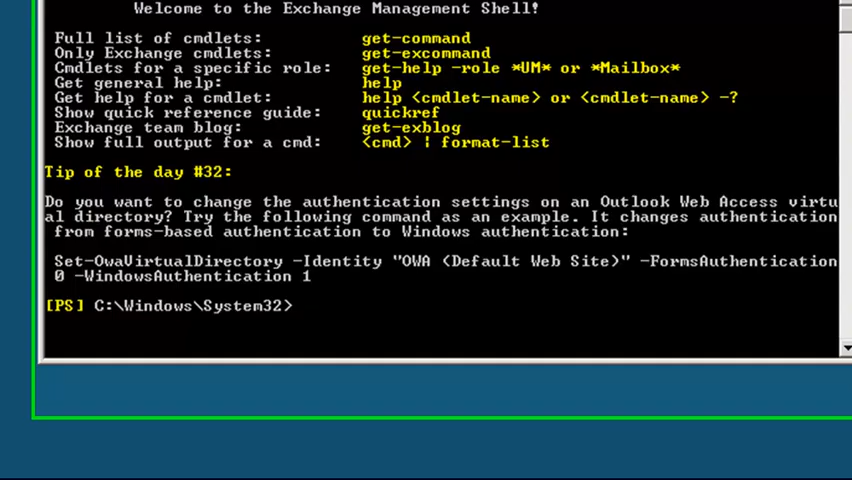 Welcome to the Exchange Management Shell!
Full list of cmdlets: get-command
Only Exchange cmdlets: get-excommand
Cmdlets for a specific role: get-help -role *UM* or *Mailbox*
Get general help: help
Get help for a cmdlet: help <cmdlet-name> or <cmdlet-name> -?
Show quick reference guide: quickref
Exchange team blog: get-exblog
Show full output for a cmd: <cmd> | format-list
Tip of the day #32:
Do you want to change the authentication settings on an Outlook Web Access virtu
al directory? Try the following command as an example. It changes authentication
from forms-based authentication to Windows authentication:
Set-OwaVirtualDirectory -Identity "OWA (Default Web Site)" -FormsAuthentication
0 -WindowsAuthentication 1
[PS] C:\Windows\System32>